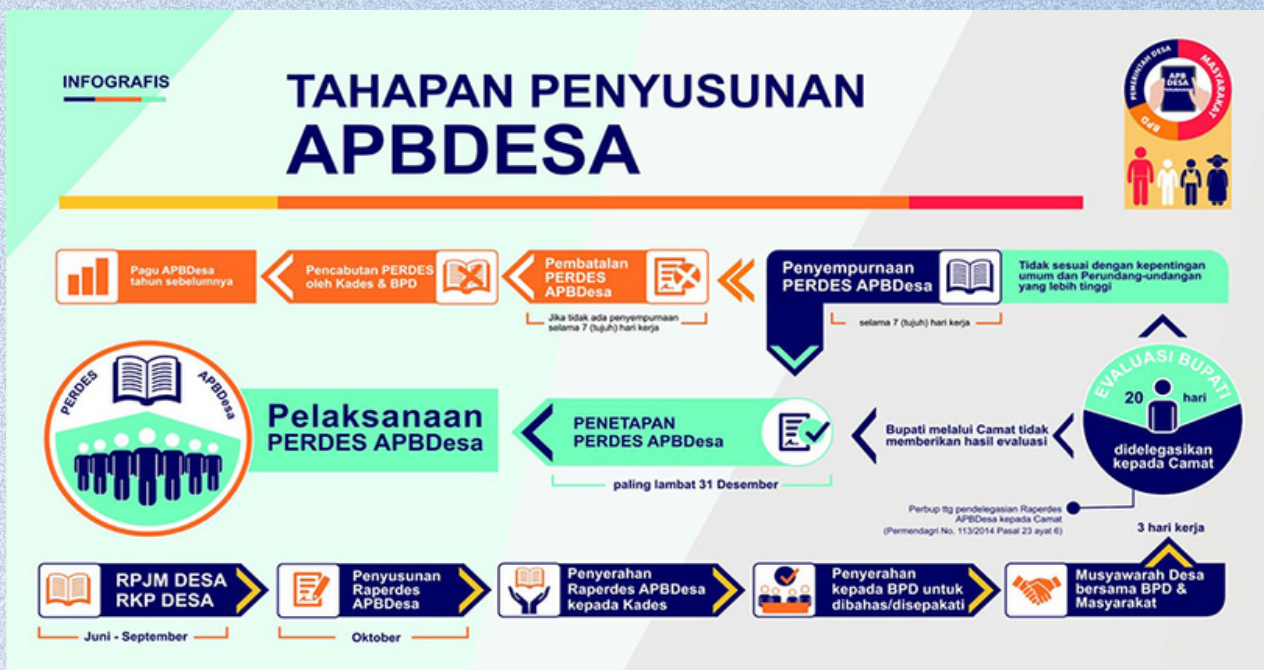 INFOGRAFIS
TAHAPAN PENYUSUNAN
APBDESA
PEMERINTAH DESA
MASYARAKAT
BPD
APB
DESA
Pagu APBDesa
tahun sebelumnya
Pencabutan PERDES
oleh Kades & BPD
Pembatalan
PERDES
APBDesa
Jika tidak ada penyempurnaan
selama 7 (tujuh) hari kerja
Penyempurnaan
PERDES APBDesa
selama 7 (tujuh) hari kerja
Tidak sesuai dengan kepentingan
umum dan Perundang-undangan
yang lebih tinggi
EVALUASI BUPATI
20 hari
didelegasikan
kepada Camat
Bupati melalui Camat tidak
memberikan hasil evaluasi
PENETAPAN
PERDES APBDesa
paling lambat 31 Desember
Pelaksanaan
PERDES APBDesa
PERDES
APBDesa
Perbup ttg pendelegasian Raperdes
APBDesa kepada Camat
(Permendagri No. 113/2014 Pasal 23 ayat 6)
3 hari kerja
RPJM DESA
RKP DESA
Juni - September
Penyusunan
Raperdes
APBDesa
Oktober
Penyerahan
Raperdes APBDesa
kepada Kades
Penyerahan
kepada BPD untuk
dibahas/disepakati
Musyawarah Desa
bersama BPD &
Masyarakat